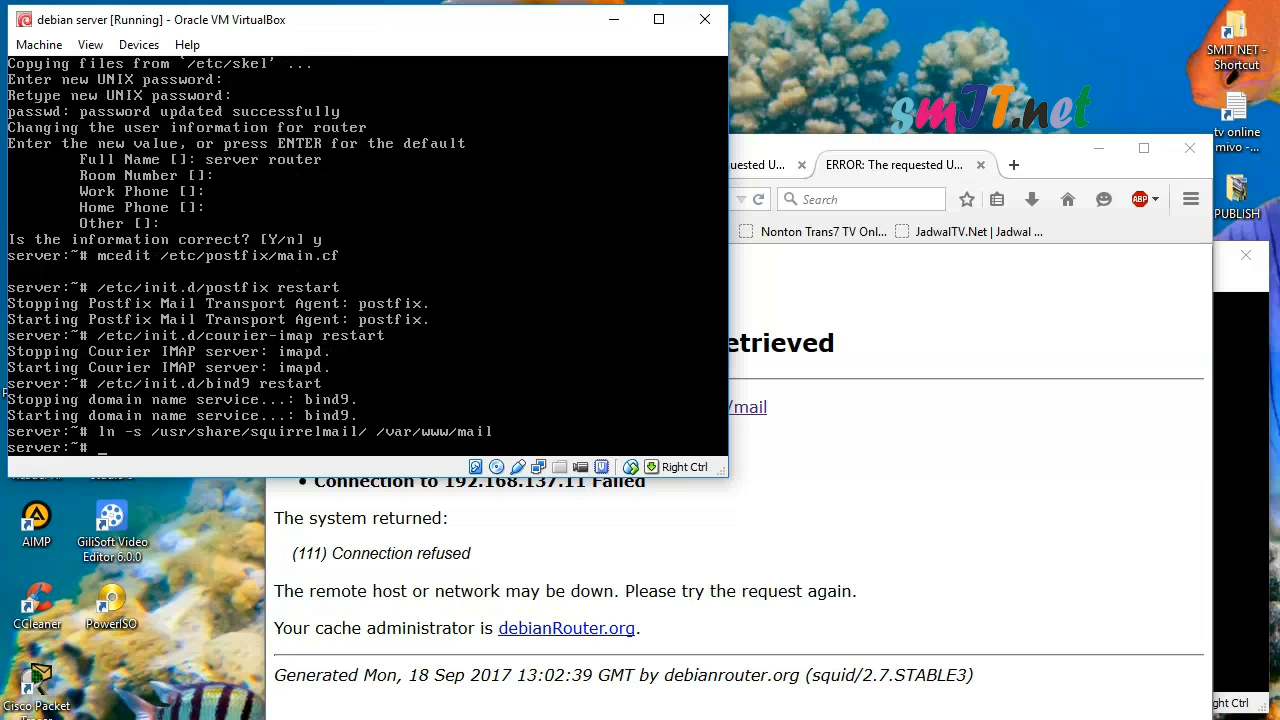 debian server [Running] - Oracle VM VirtualBox
Machine View Devices Help
Copying files from `/etc/skel' ...
Enter new UNIX password:
Retype new UNIX password:
passwd: password updated successfully
Changing the user information for router
Enter the new value, or press ENTER for the default
Full Name []: server router
Room Number []:
Work Phone []:
Home Phone []:
Other []:
Is the information correct? [Y/n] y
server:~# mcedit /etc/postfix/main.cf
server:~# /etc/init.d/postfix restart
Stopping Postfix Mail Transport Agent: postfix.
Starting Postfix Mail Transport Agent: postfix.
server:~# /etc/init.d/courier-imap restart
Stopping Courier IMAP server: imapd.
Starting Courier IMAP server: imapd.
server:~# /etc/init.d/bind9 restart
Stopping domain name service...: bind9.
Starting domain name service...: bind9.
server:~# ln -s /usr/share/squirrelmail/ /var/www/mail
server:~# _
Right Ctrl
smIT.net
SMIT NET -
Shortcut
tv online
mivo -...
PUBLISH
requested U... ERROR: The requested U...
Search
ABP
Nonton Trans7 TV Onl... JadwalTV.Net | Jadwal ...
etrieved
/mail
• Connection to 192.168.137.11 Failed
The system returned:
(111) Connection refused
The remote host or network may be down. Please try the request again.
Your cache administrator is debianRouter.org.
Generated Mon, 18 Sep 2017 13:02:39 GMT by debianrouter.org (squid/2.7.STABLE3)
ght Ctrl
AIMP
GiliSoft Video
Editor 6.0.0
CCleaner
PowerISO
Cisco Packet